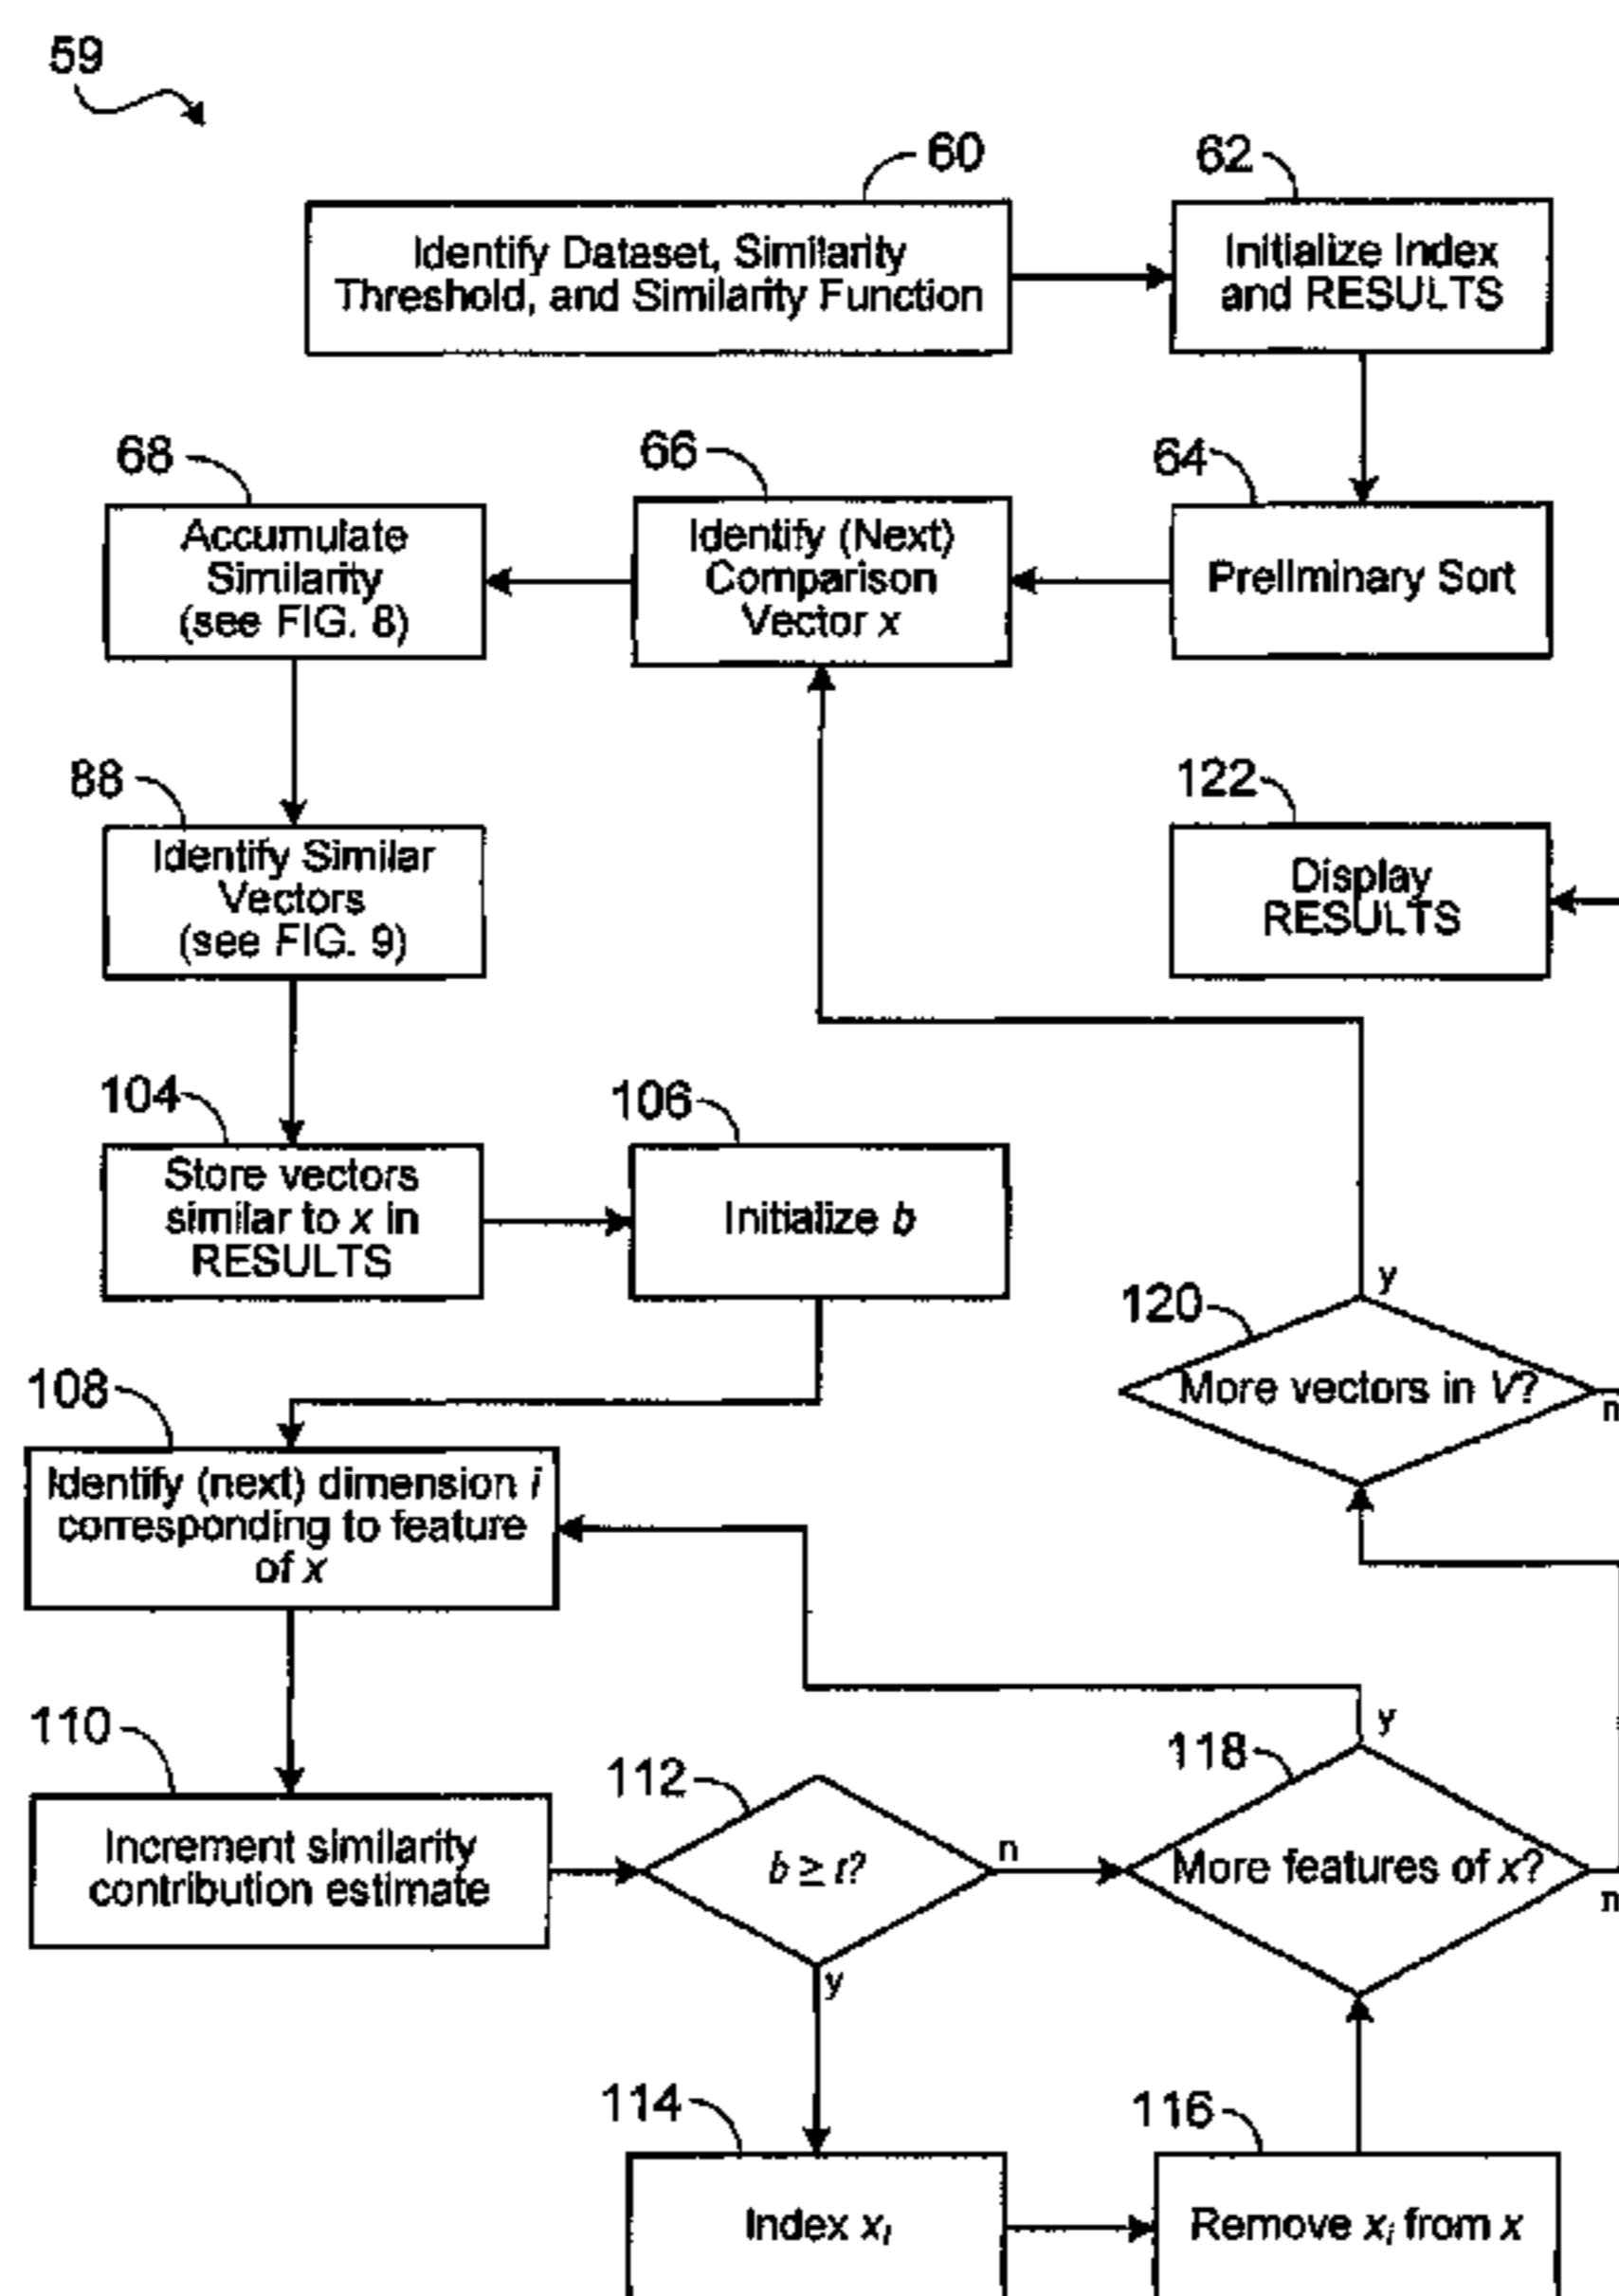 59
60
Identify Dataset, Similarity
Threshold, and Similarity Function
62
Initialize Index
and RESULTS
68
Accumulate
Similarity
(see FIG. 8)
66
Identify (Next)
Comparison
Vector x
64
Preliminary Sort
88
Identify Similar
Vectors
(see FIG. 9)
122
Display
RESULTS
104
Store vectors
similar to x in
RESULTS
106
Initialize b
120
More vectors in V?
y
n
108
Identify (next) dimension i
corresponding to feature
of x
110
Increment similarity
contribution estimate
112
b ≥ t?
n
y
118
More features of x?
y
n
114
Index xi
116
Remove xi from x